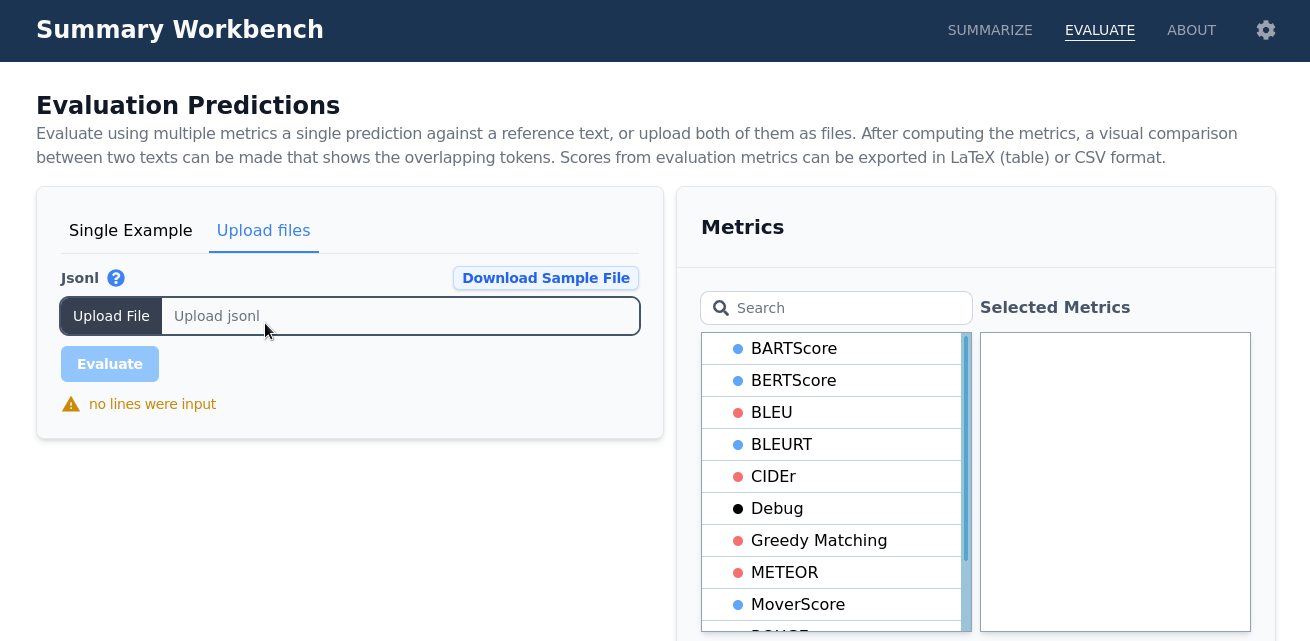 Summary Workbench
SUMMARIZE
EVALUATE
ABOUT
Evaluation Predictions
Evaluate using multiple metrics a single prediction against a reference text, or upload both of them as files. After computing the metrics, a visual comparison
between two texts can be made that shows the overlapping tokens. Scores from evaluation metrics can be exported in LaTeX (table) or CSV format.
Single Example
Upload files
Jsonl
?
Download Sample File
Upload File
Upload jsonl
Evaluate
no lines were input
Metrics
Search
Selected Metrics
BARTScore
BERTScore
BLEU
BLEURT
CIDEr
Debug
Greedy Matching
METEOR
MoverScore